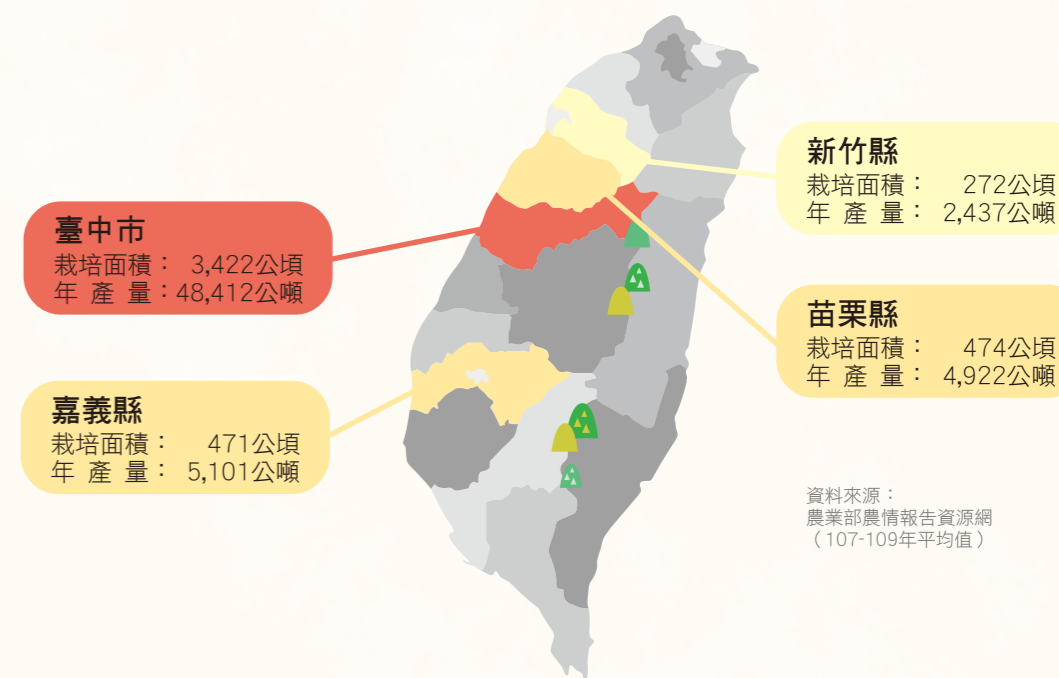 新竹縣
栽培面積： 272公頃
年 產 量： 2,437公噸
臺中市
栽培面積： 3,422公頃
年 產 量：48,412公噸
苗栗縣
栽培面積： 474公頃
年 產 量： 4,922公噸
嘉義縣
栽培面積： 471公頃
年 產 量： 5,101公噸
資料來源：
農業部農情報告資源網
（107-109年平均值）